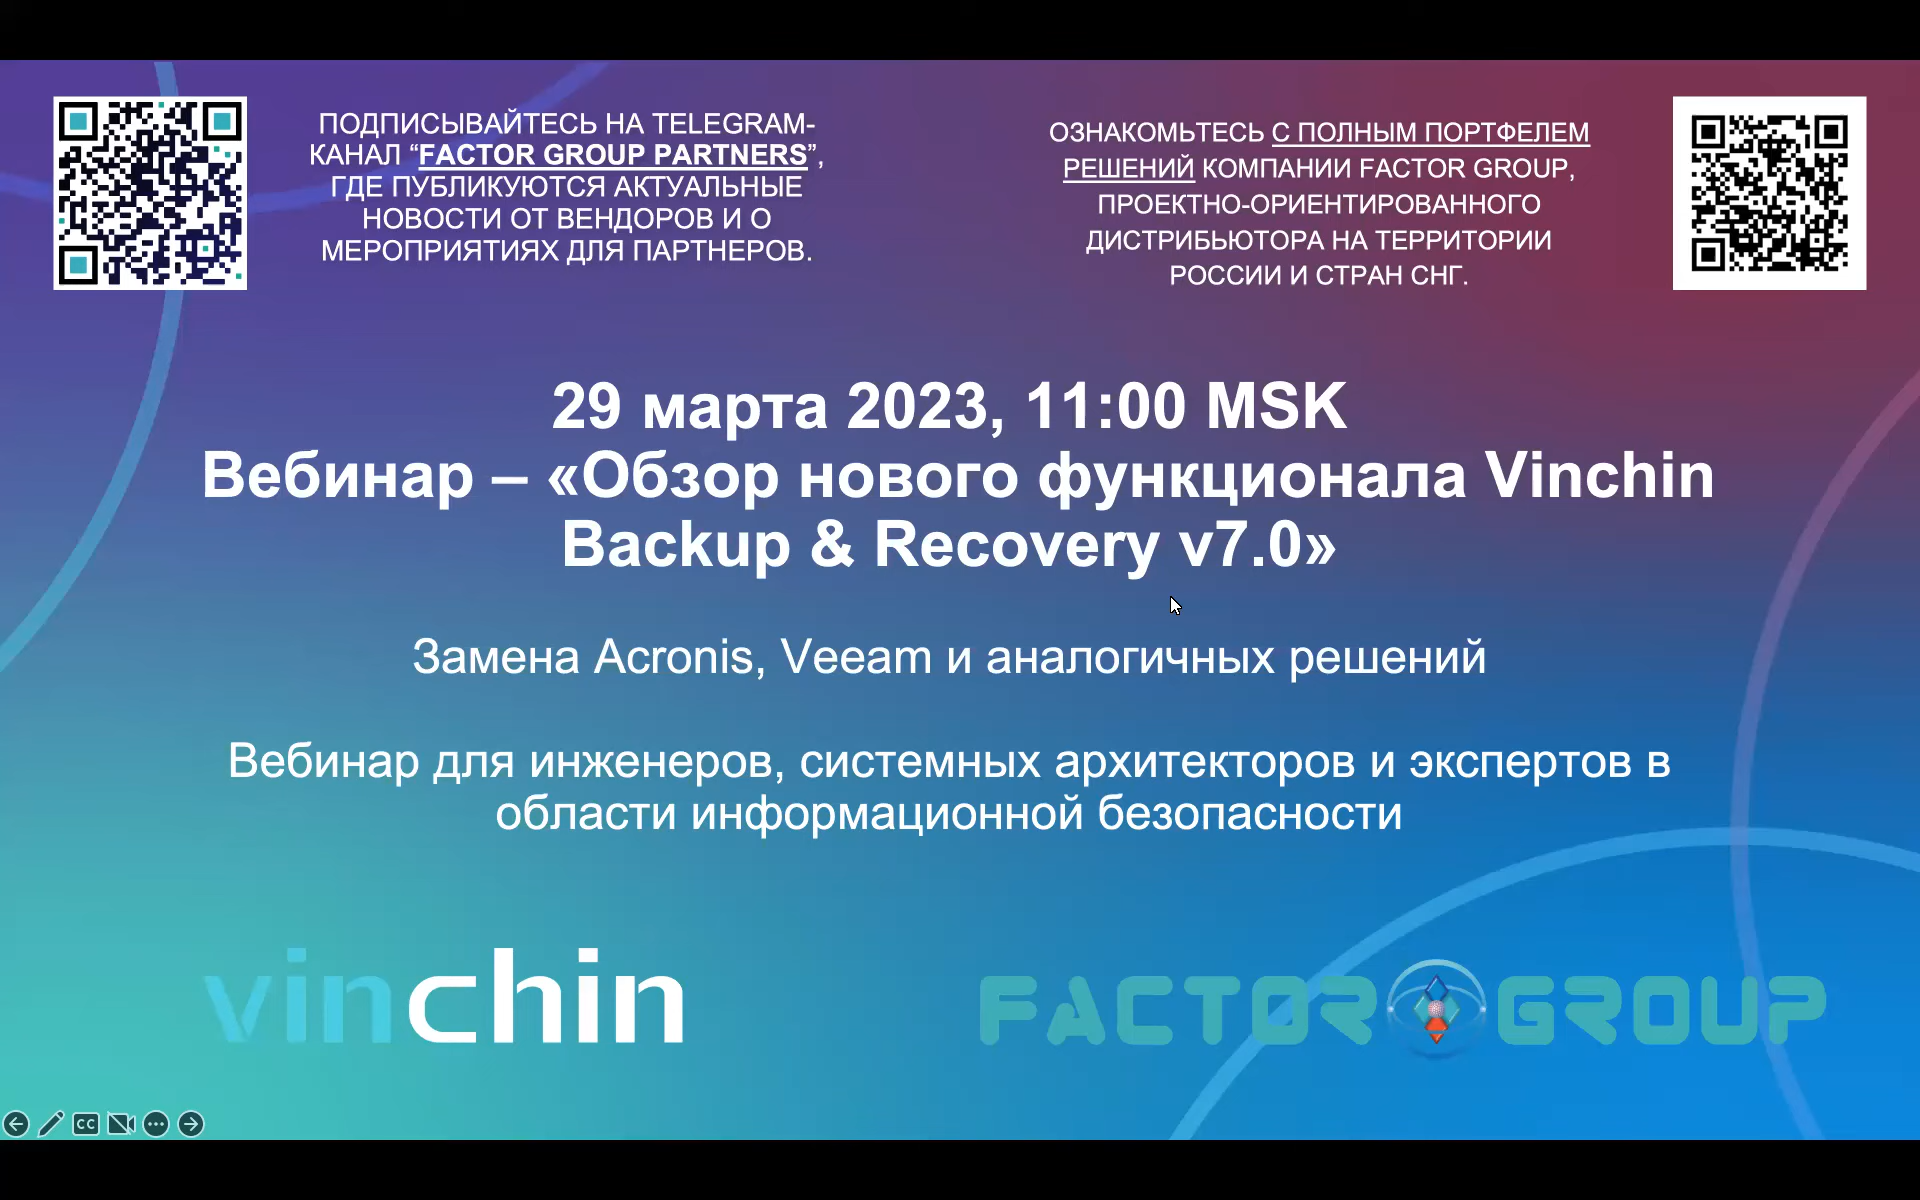 ПОДПИСЫВАЙТЕСЬ НА TELEGRAM-
КАНАЛ “FACTOR GROUP PARTNERS”,
ГДЕ ПУБЛИКУЮТСЯ АКТУАЛЬНЫЕ
НОВОСТИ ОТ ВЕНДОРОВ И О
МЕРОПРИЯТИЯХ ДЛЯ ПАРТНЕРОВ.
ОЗНАКОМЬТЕСЬ С ПОЛНЫМ ПОРТФЕЛЕМ
РЕШЕНИЙ КОМПАНИИ FACTOR GROUP,
ПРОЕКТНО-ОРИЕНТИРОВАННОГО
ДИСТРИБЬЮТОРА НА ТЕРРИТОРИИ
РОССИИ И СТРАН СНГ.
29 марта 2023, 11:00 MSK
Вебинар – «Обзор нового функционала Vinchin
Backup & Recovery v7.0»
Замена Acronis, Veeam и аналогичных решений
Вебинар для инженеров, системных архитекторов и экспертов в
области информационной безопасности
vinchin
FACTOR GROUP
CC